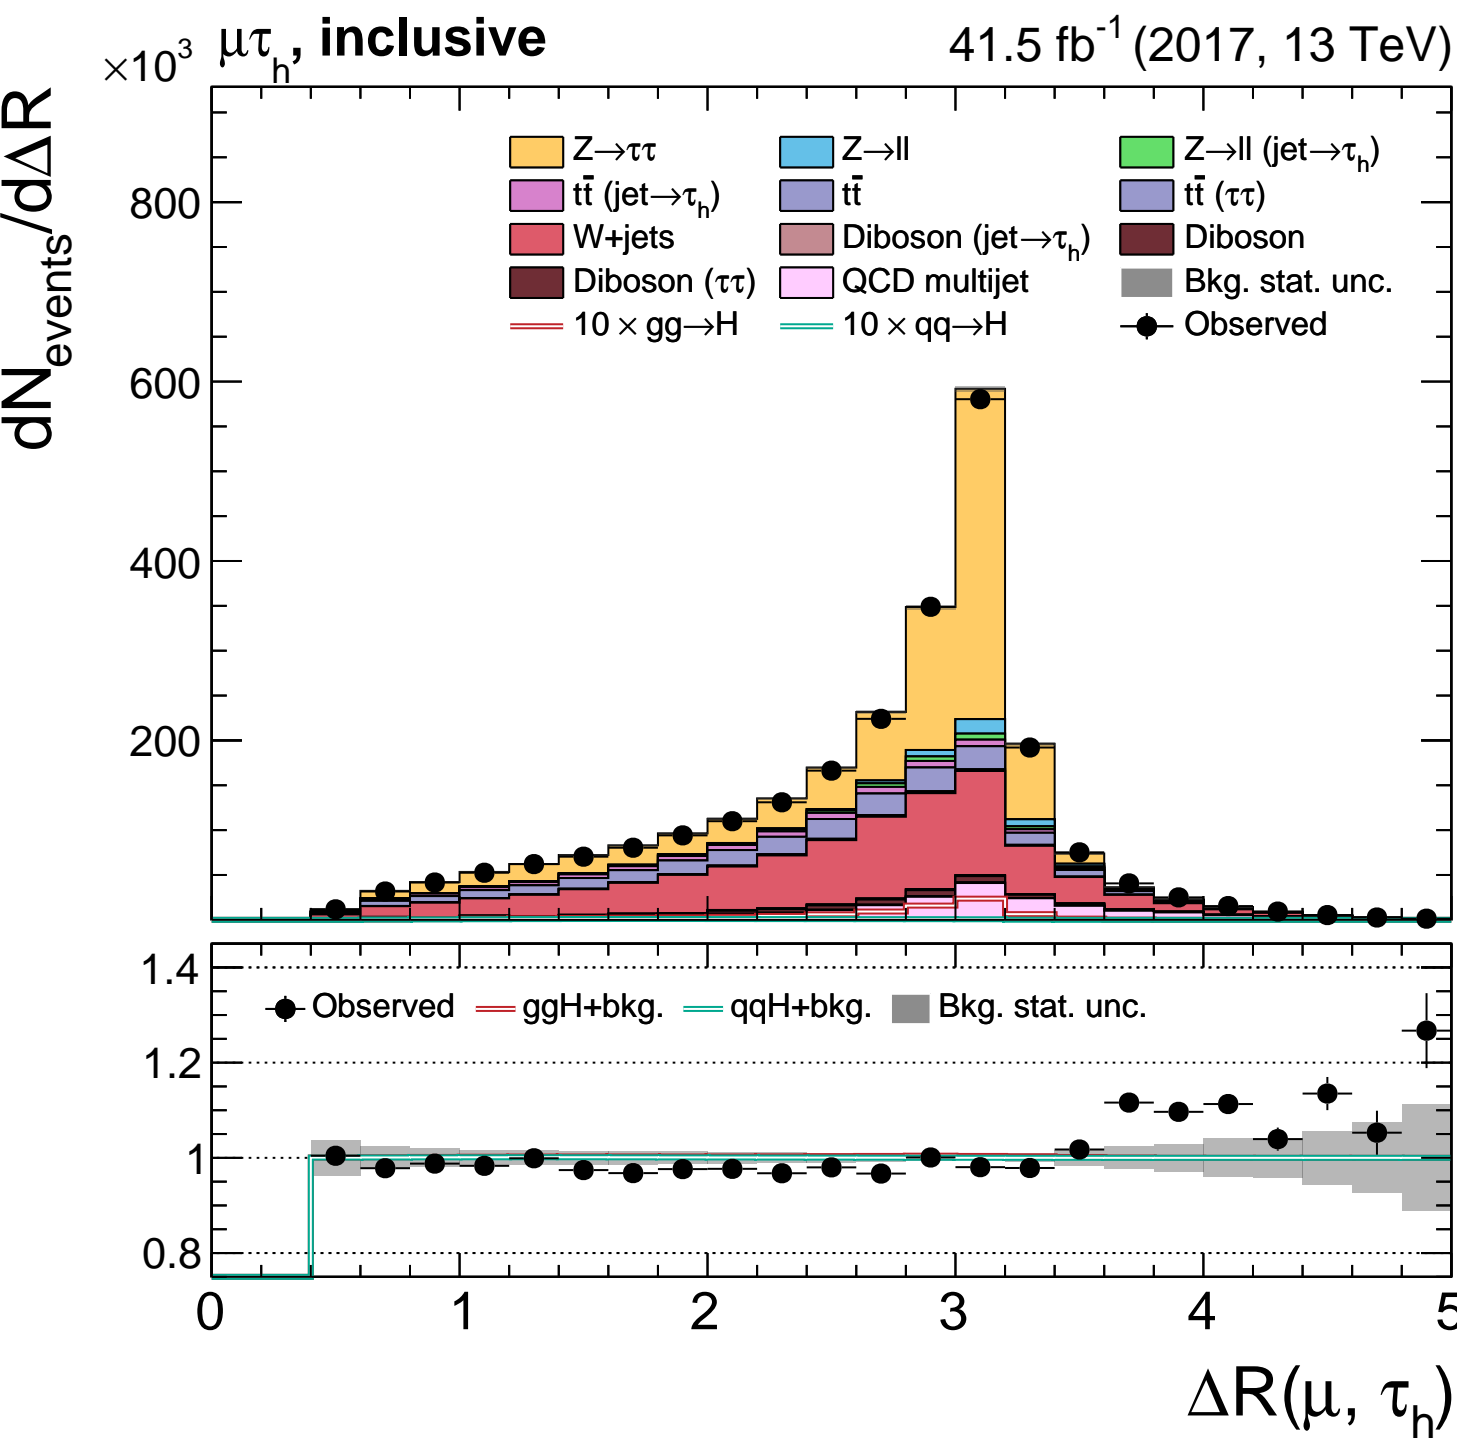 ×10³ μτₕ, inclusive 41.5 fb⁻¹ (2017, 13 TeV)
dN_events/dΔR
Z→ττ Z→ll Z→ll (jet→τₕ)
tt̄ (jet→τₕ) tt̄ tt̄ (ττ)
W+jets Diboson (jet→τₕ) Diboson
Diboson (ττ) QCD multijet Bkg. stat. unc.
10 × gg→H 10 × qq→H Observed
800
600
400
200
1.4
Observed ggH+bkg. qqH+bkg. Bkg. stat. unc.
1.2
1
0.8
0 1 2 3 4 5
ΔR(μ, τₕ)